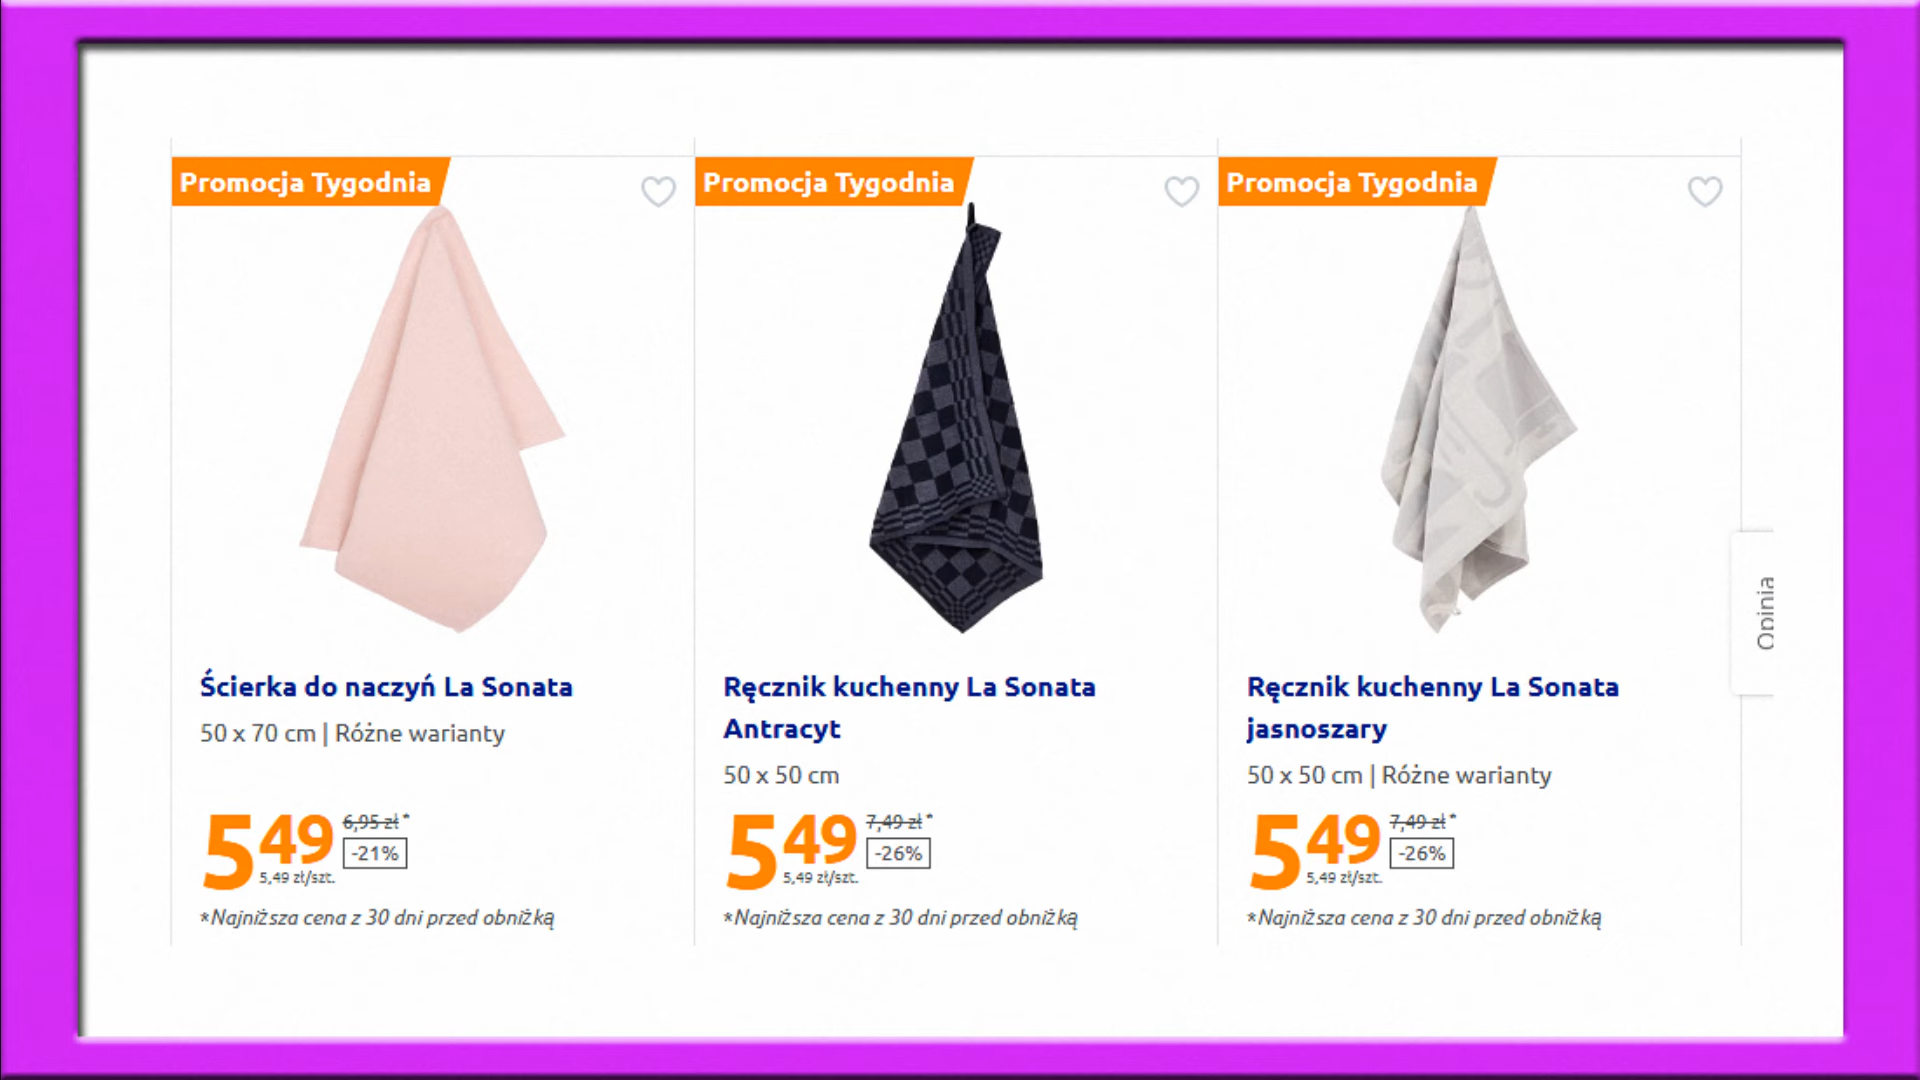 Promocja Tygodnia
Ścierka do naczyń La Sonata
50 x 70 cm | Różne warianty
5 49
6,95 zł *
-21%
5,49 zł/szt.
*Najniższa cena z 30 dni przed obniżką
Promocja Tygodnia
Ręcznik kuchenny La Sonata
Antracyt
50 x 50 cm
5 49
7,49 zł *
-26%
5,49 zł/szt.
*Najniższa cena z 30 dni przed obniżką
Promocja Tygodnia
Ręcznik kuchenny La Sonata
jasnoszary
50 x 50 cm | Różne warianty
5 49
7,49 zł *
-26%
5,49 zł/szt.
*Najniższa cena z 30 dni przed obniżką
Opinia